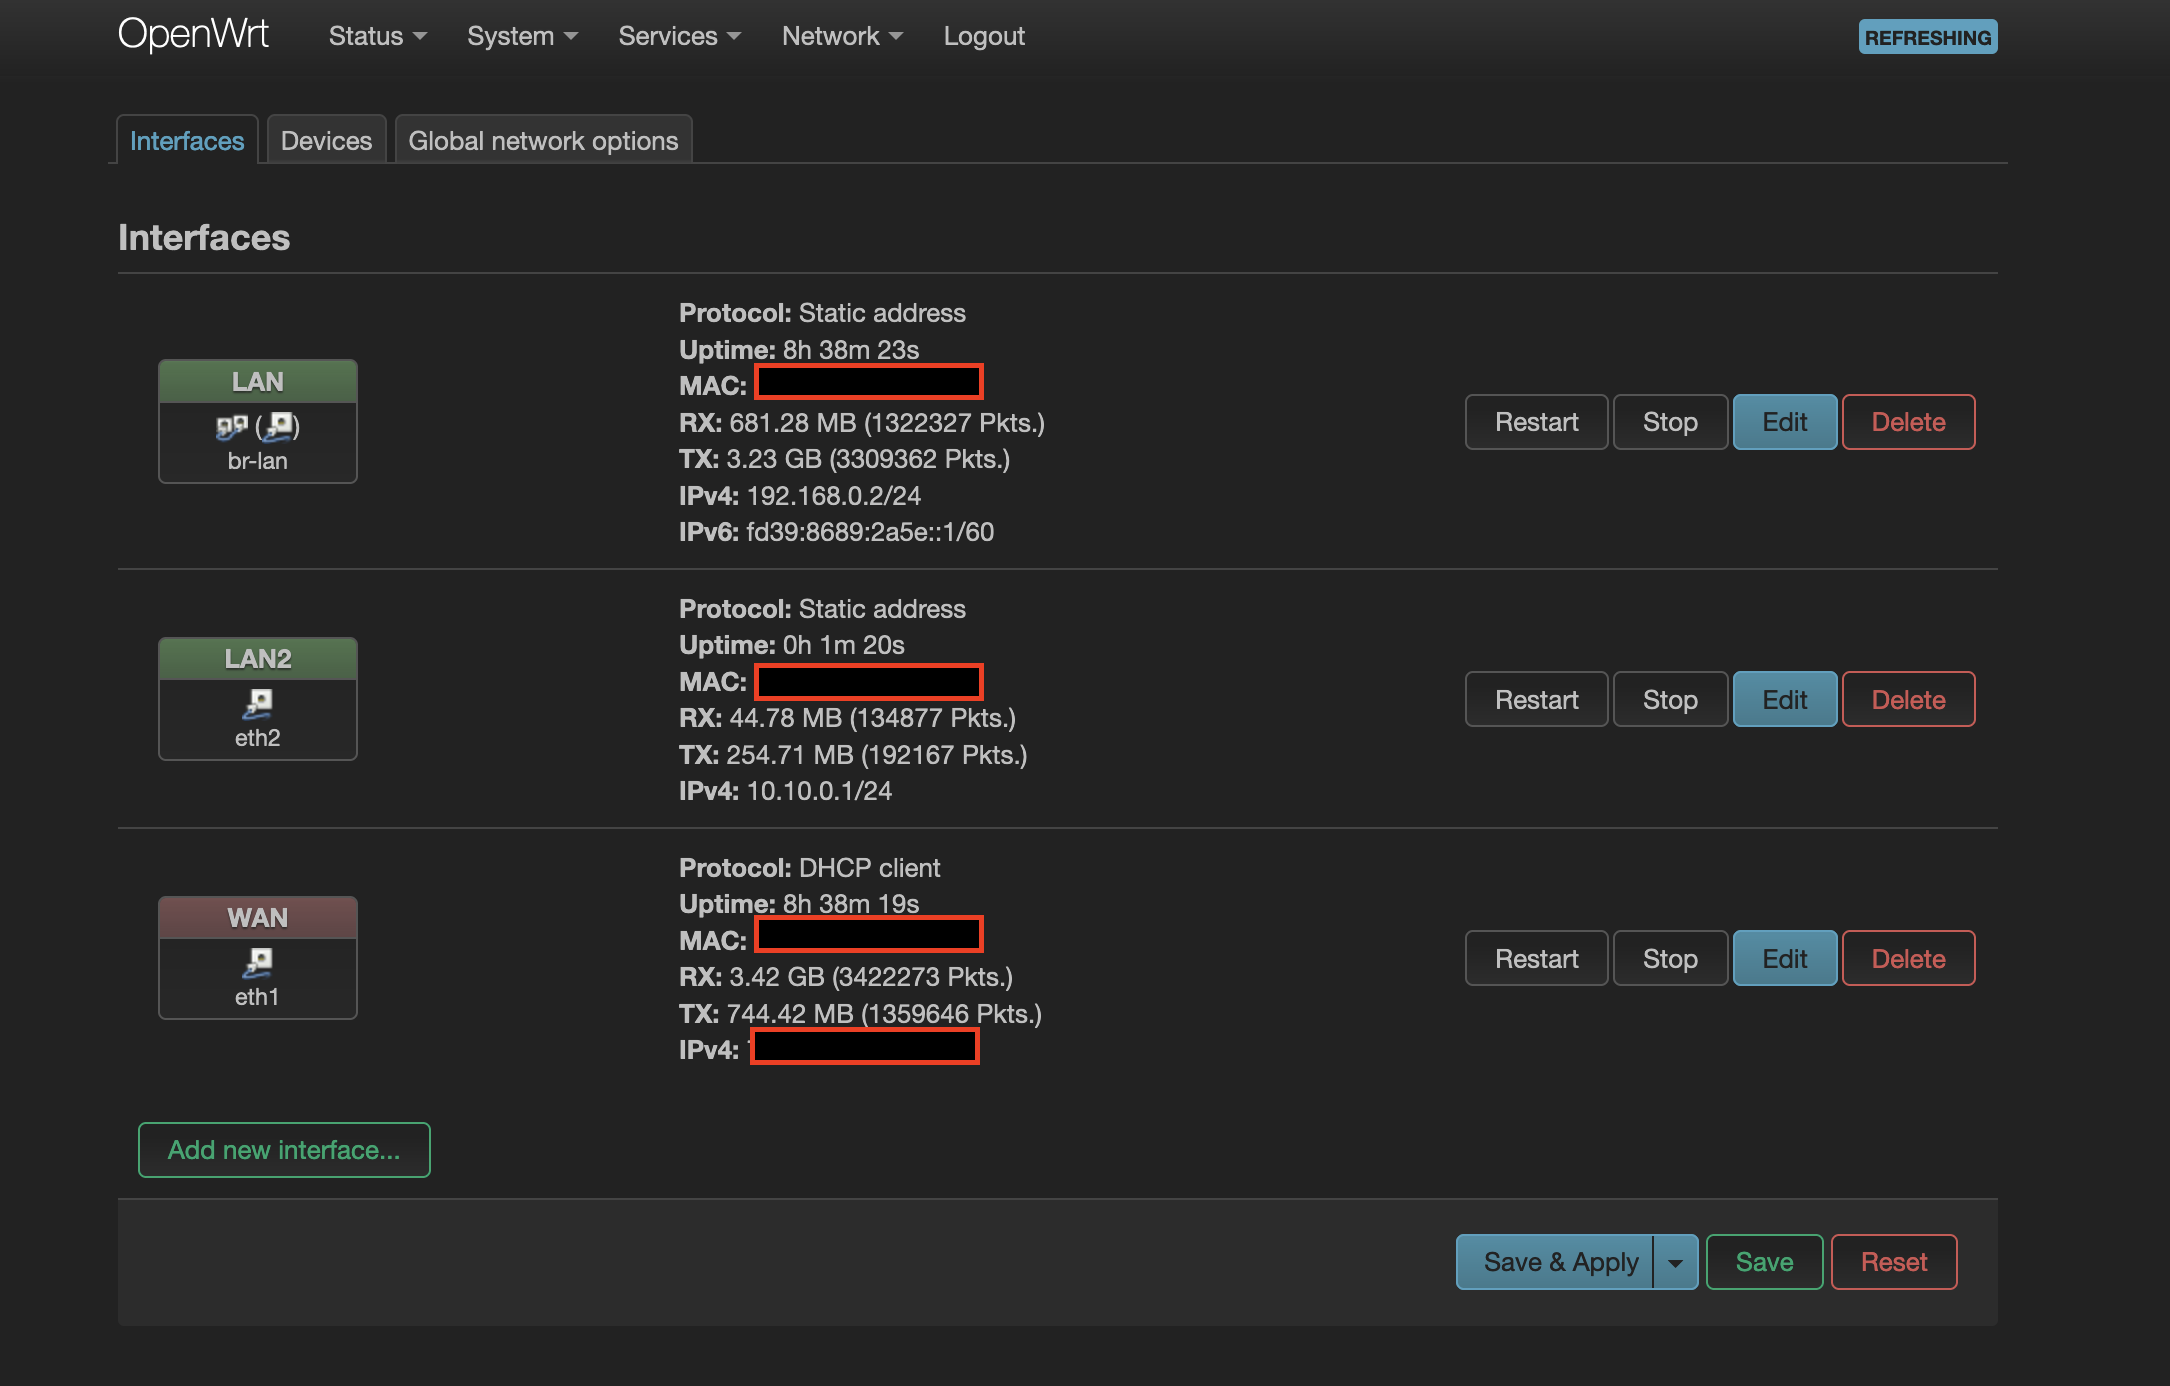 OpenWrt Status System Services Network Logout REFRESHING
Interfaces Devices Global network options
Interfaces
LAN
br-lan
Protocol: Static address
Uptime: 8h 38m 23s
MAC:
RX: 681.28 MB (1322327 Pkts.)
TX: 3.23 GB (3309362 Pkts.)
IPv4: 192.168.0.2/24
IPv6: fd39:8689:2a5e::1/60
Restart Stop Edit Delete
LAN2
eth2
Protocol: Static address
Uptime: 0h 1m 20s
MAC:
RX: 44.78 MB (134877 Pkts.)
TX: 254.71 MB (192167 Pkts.)
IPv4: 10.10.0.1/24
Restart Stop Edit Delete
WAN
eth1
Protocol: DHCP client
Uptime: 8h 38m 19s
MAC:
RX: 3.42 GB (3422273 Pkts.)
TX: 744.42 MB (1359646 Pkts.)
IPv4:
Restart Stop Edit Delete
Add new interface...
Save & Apply Save Reset